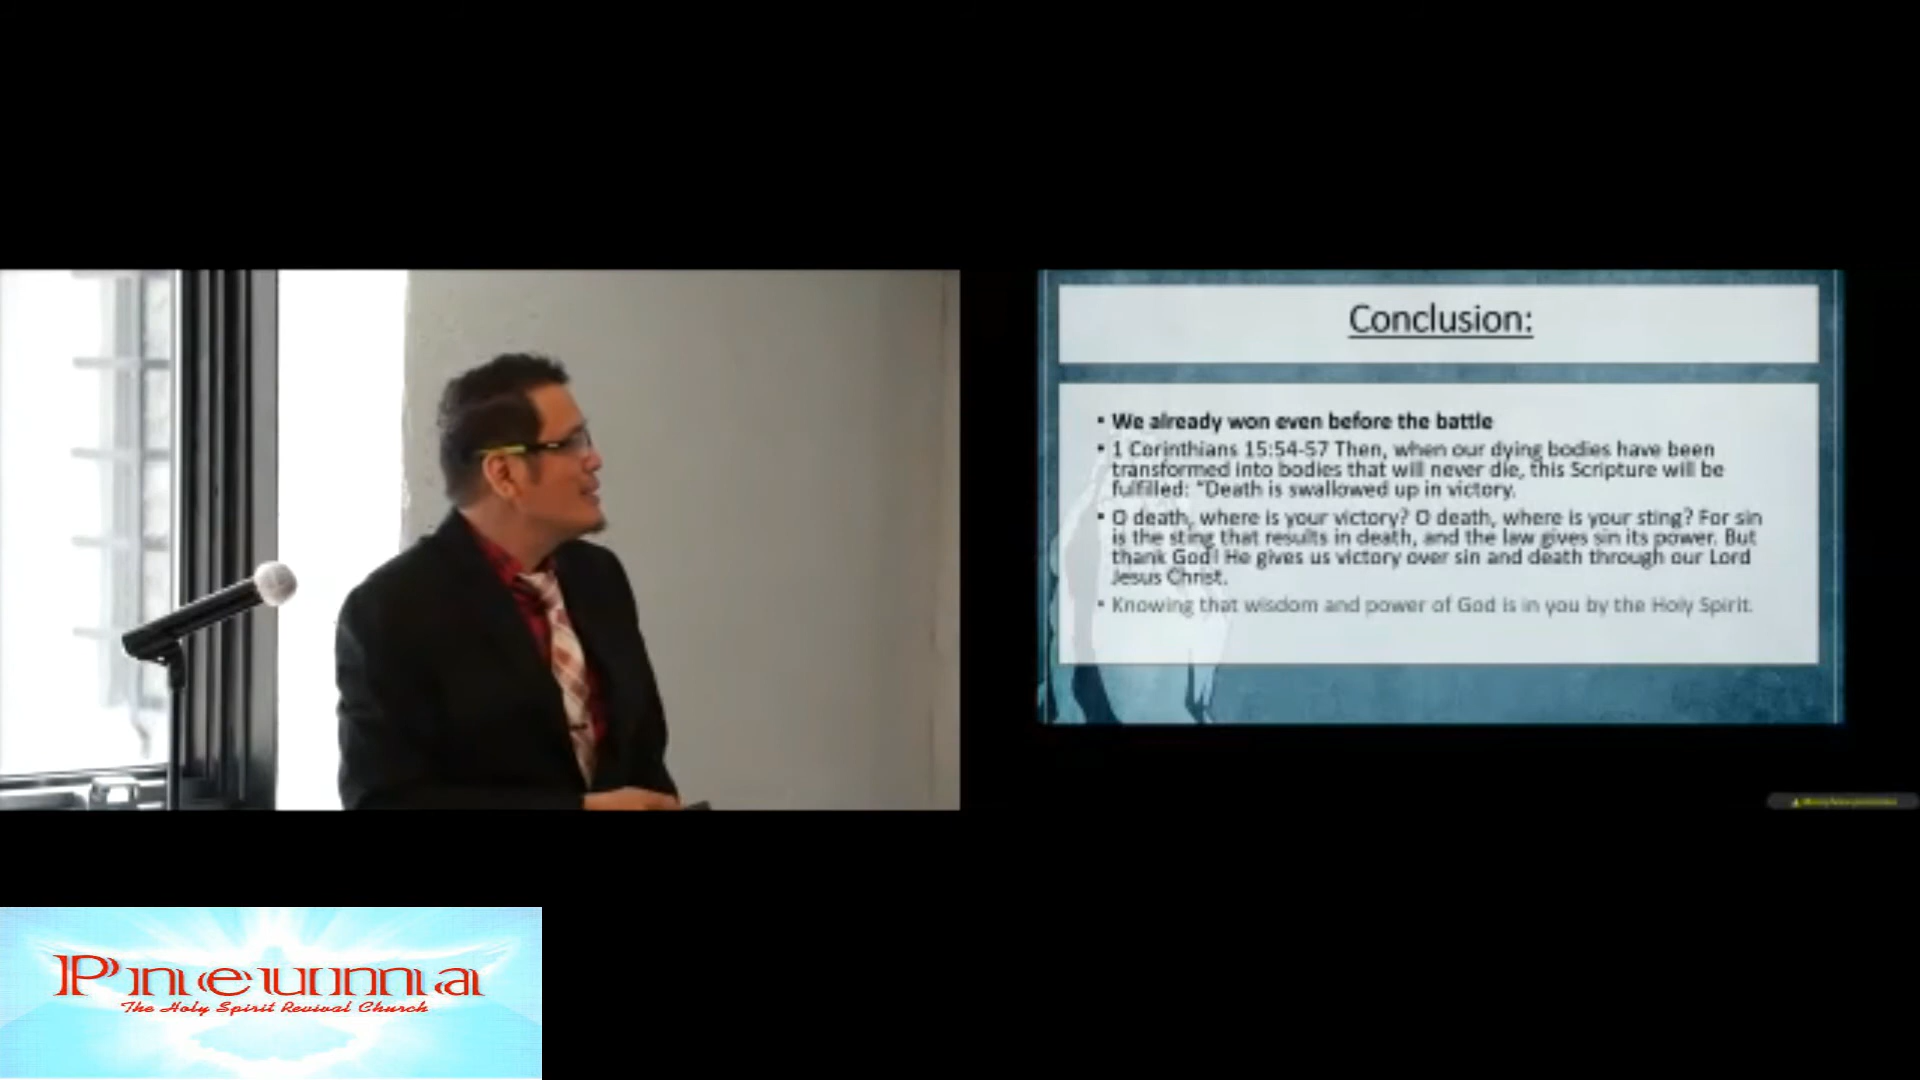 Conclusion:
• We already won even before the battle
• 1 Corinthians 15:54-57 Then, when our dying bodies have been
transformed into bodies that will never die, this Scripture will be
fulfilled: “Death is swallowed up in victory.
• O death, where is your victory? O death, where is your sting? For sin
is the sting that results in death, and the law gives sin its power. But
thank God! He gives us victory over sin and death through our Lord
Jesus Christ.
• Knowing that wisdom and power of God is in you by the Holy Spirit.
Pneuma
The Holy Spirit Revival Church